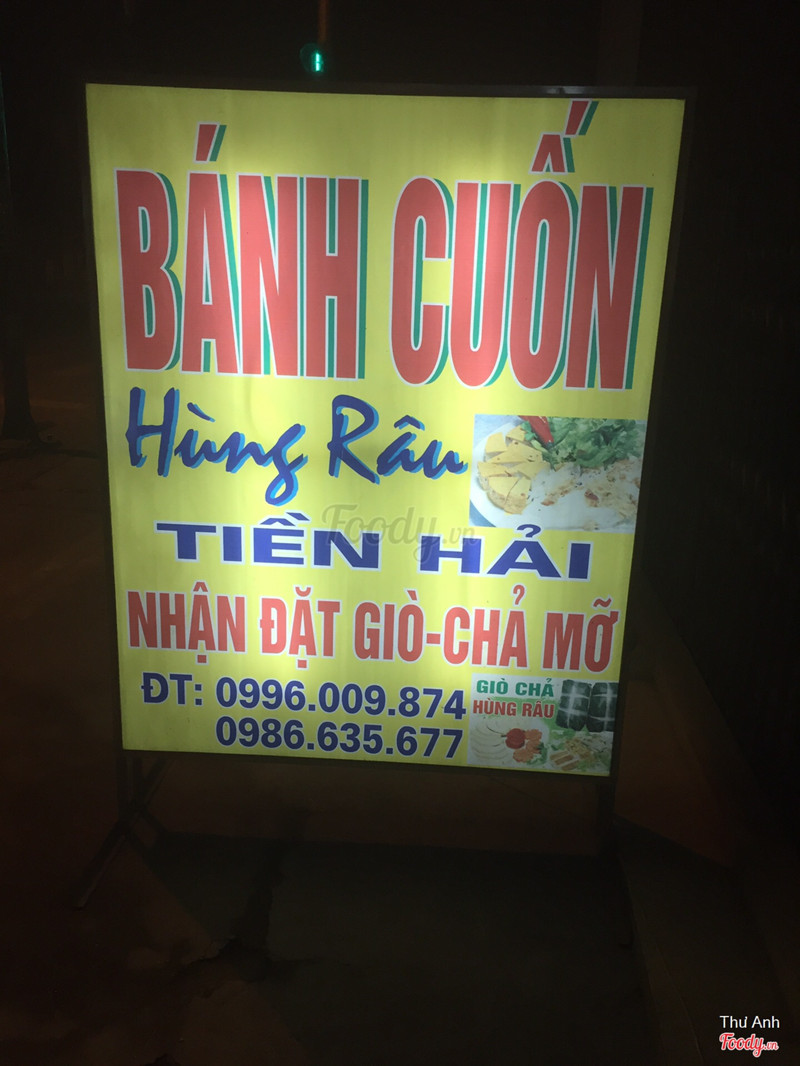 BÁNH CUỐN
Hùng Râu
TIỀN HẢI
NHẬN ĐẶT GIÒ-CHẢ MỠ
ĐT: 0996.009.874
0986.635.677
GIÒ CHẢ
HÙNG RÂU
Foody.vn
Thư Anh
Foody.vn